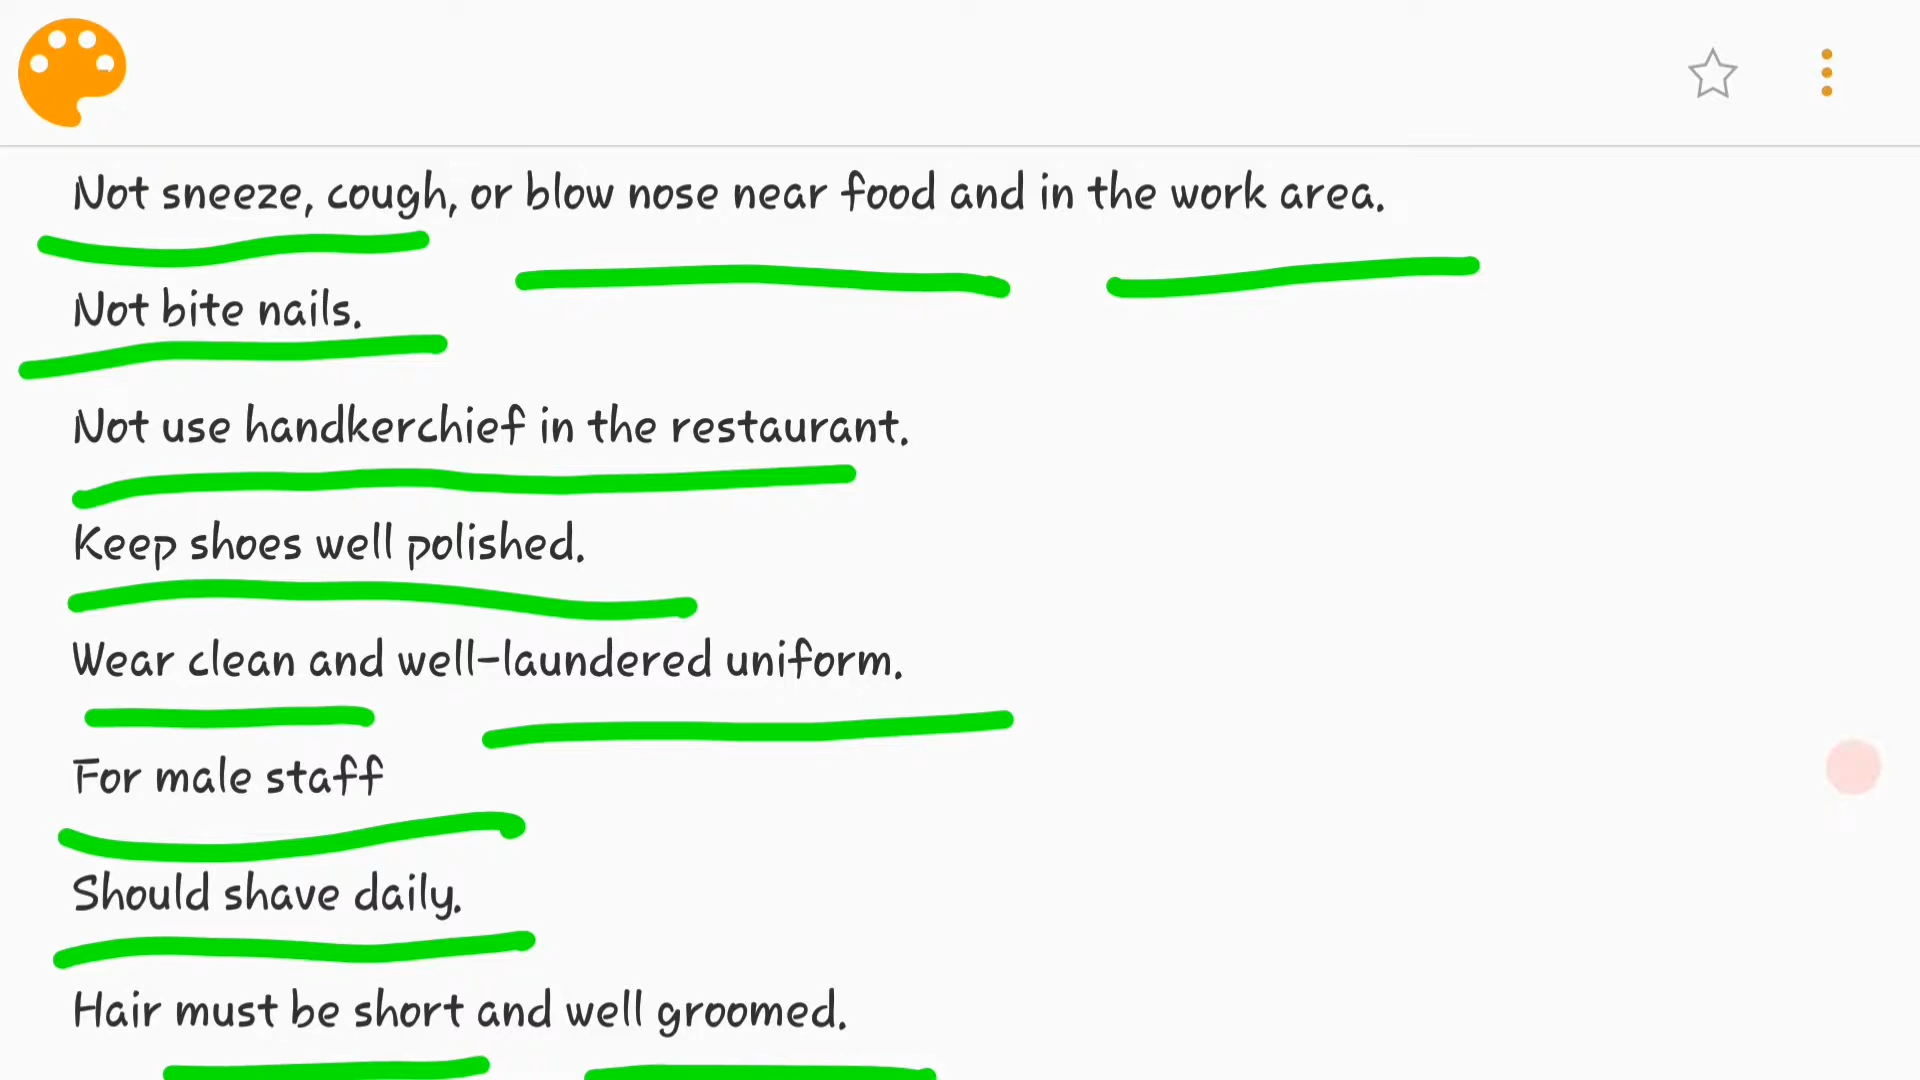 Not sneeze, cough, or blow nose near food and in the work area.
Not bite nails.
Not use handkerchief in the restaurant.
Keep shoes well polished.
Wear clean and well-laundered uniform.
For male staff
Should shave daily.
Hair must be short and well groomed.